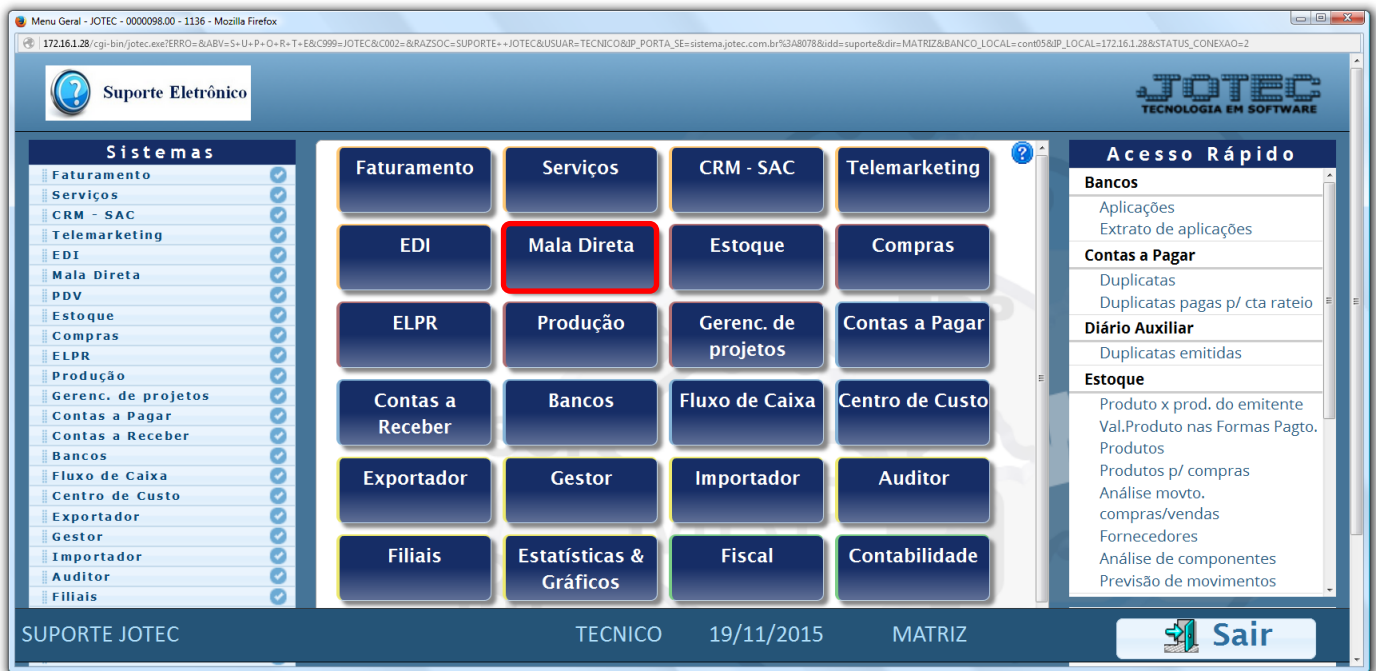 Menu Geral - JOTEC - 0000098.00 - 1136 - Mozilla Firefox
172.16.1.28/cgi-bin/jotec.exe?ERRO=&ABV=S+U+P+O+R+T+E&C999=JOTEC&C002=&RAZSOC=SUPORTE++JOTEC&USUAR=TECNICO&IP_PORTA_SE=sistema.jotec.com.br%3A8078&idd=suporte&dir=MATRIZ&BANCO_LOCAL=cont05&IP_LOCAL=172.16.1.28&STATUS_CONEXAO=2
Suporte Eletrônico
JOTEC
TECNOLOGIA EM SOFTWARE
Sistemas
Faturamento
Serviços
CRM - SAC
Telemarketing
EDI
Mala Direta
PDV
Estoque
Compras
ELPR
Produção
Gerenc. de projetos
Contas a Pagar
Contas a Receber
Bancos
Fluxo de Caixa
Centro de Custo
Exportador
Gestor
Importador
Auditor
Filiais
Faturamento
Serviços
CRM - SAC
Telemarketing
EDI
Mala Direta
Estoque
Compras
ELPR
Produção
Gerenc. de
projetos
Contas a Pagar
Contas a
Receber
Bancos
Fluxo de Caixa
Centro de Custo
Exportador
Gestor
Importador
Auditor
Filiais
Estatísticas &
Gráficos
Fiscal
Contabilidade
Acesso Rápido
Bancos
Aplicações
Extrato de aplicações
Contas a Pagar
Duplicatas
Duplicatas pagas p/ cta rateio
Diário Auxiliar
Duplicatas emitidas
Estoque
Produto x prod. do emitente
Val.Produto nas Formas Pagto.
Produtos
Produtos p/ compras
Análise movto.
compras/vendas
Fornecedores
Análise de componentes
Previsão de movimentos
SUPORTE JOTEC
TECNICO
19/11/2015
MATRIZ
Sair